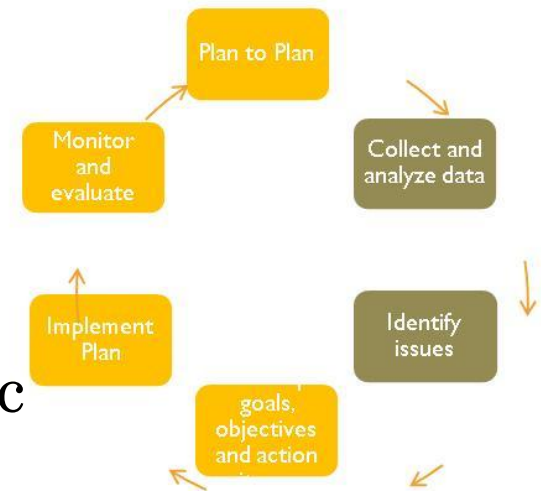 Plan to Plan
Collect and
analyze data
Identify
issues
goals,
objectives
and action
Implement
Plan
Monitor
and
evaluate
c